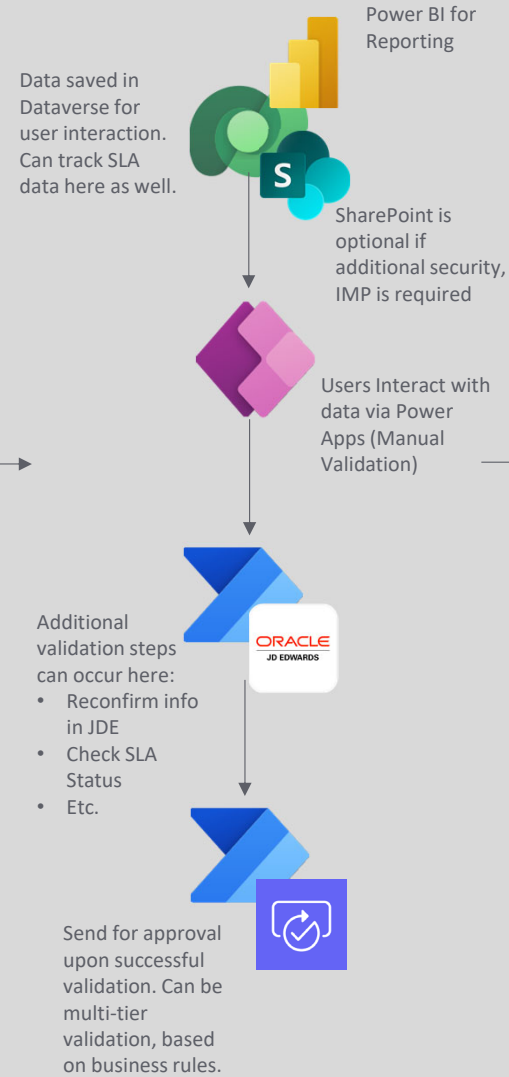 Power BI for
Reporting
Data saved in
Dataverse for
user interaction.
Can track SLA
data here as well.
S
SharePoint is
optional if
additional security,
IMP is required
Users Interact with
data via Power
Apps (Manual
Validation)
ORACLE
JD EDWARDS
Additional
validation steps
can occur here:
• Reconfirm info
in JDE
• Check SLA
Status
• Etc.
Send for approval
upon successful
validation. Can be
multi-tier
validation, based
on business rules.